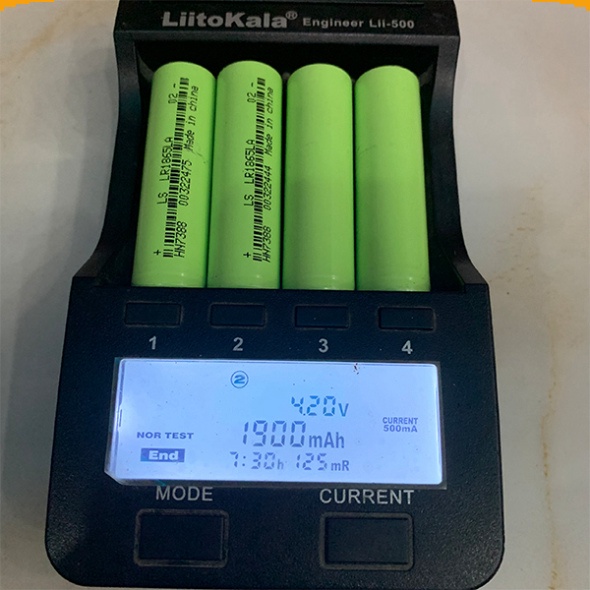 LiitoKala® Engineer Lii-500
LS LR1865LA 02 -
+ HN7388 00322475 Made in china
LS LR1865LA 02 -
+ HN7388 00322444 Made in china
1 2 3 4
2
4.20v
CURRENT
500mA
NOR TEST
1900mAh
End
7:30h 125mR
MODE CURRENT